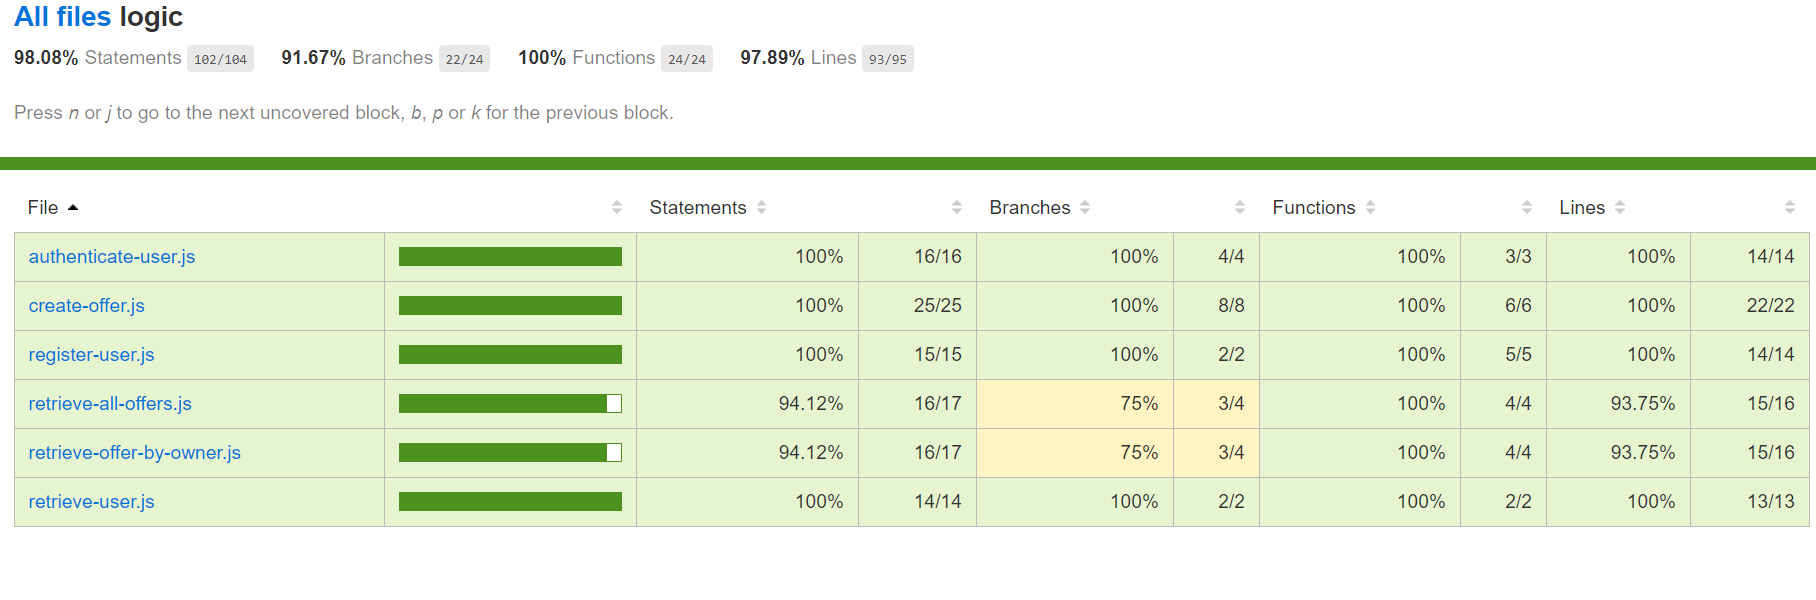 All files logic
98.08% Statements 102/104 91.67% Branches 22/24 100% Functions 24/24 97.89% Lines 93/95
Press n or j to go to the next uncovered block, b, p or k for the previous block.
File Statements Branches Functions Lines
authenticate-user.js 100% 16/16 100% 4/4 100% 3/3 100% 14/14
create-offer.js 100% 25/25 100% 8/8 100% 6/6 100% 22/22
register-user.js 100% 15/15 100% 2/2 100% 5/5 100% 14/14
retrieve-all-offers.js 94.12% 16/17 75% 3/4 100% 4/4 93.75% 15/16
retrieve-offer-by-owner.js 94.12% 16/17 75% 3/4 100% 4/4 93.75% 15/16
retrieve-user.js 100% 14/14 100% 2/2 100% 2/2 100% 13/13